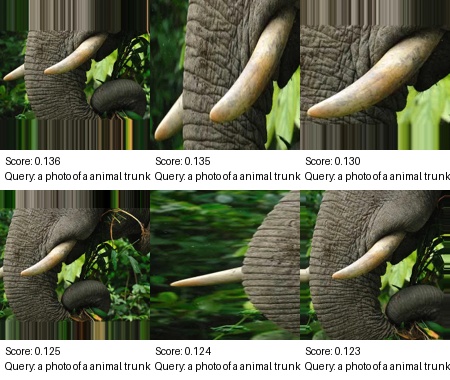 Score: 0.136
Query: a photo of a animal trunk
Score: 0.135
Query: a photo of a animal trunk
Score: 0.130
Query: a photo of a animal trunk
Score: 0.125
Query: a photo of a animal trunk
Score: 0.124
Query: a photo of a animal trunk
Score: 0.123
Query: a photo of a animal trunk